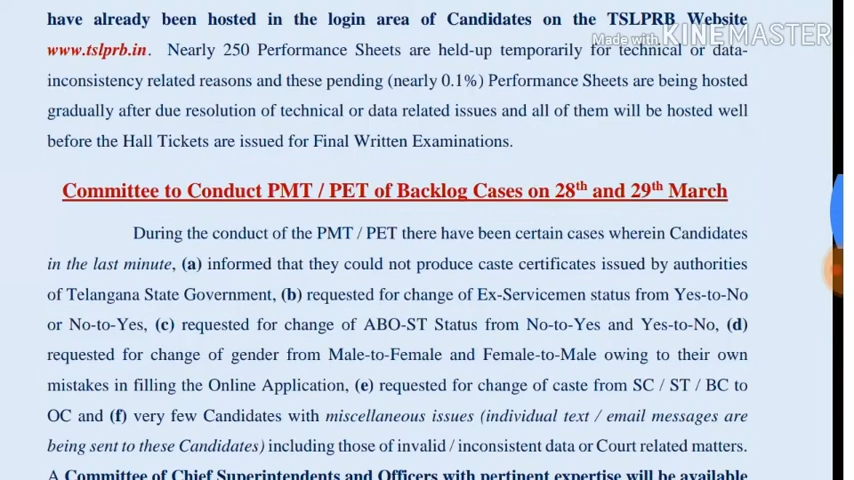 have already been hosted in the login area of Candidates on the TSLPRB Website
Made with KINEMASTER
www.tslprb.in. Nearly 250 Performance Sheets are held-up temporarily for technical or data-
inconsistency related reasons and these pending (nearly 0.1%) Performance Sheets are being hosted
gradually after due resolution of technical or data related issues and all of them will be hosted well
before the Hall Tickets are issued for Final Written Examinations.
Committee to Conduct PMT / PET of Backlog Cases on 28th and 29th March
During the conduct of the PMT / PET there have been certain cases wherein Candidates
in the last minute, (a) informed that they could not produce caste certificates issued by authorities
of Telangana State Government, (b) requested for change of Ex-Servicemen status from Yes-to-No
or No-to-Yes, (c) requested for change of ABO-ST Status from No-to-Yes and Yes-to-No, (d)
requested for change of gender from Male-to-Female and Female-to-Male owing to their own
mistakes in filling the Online Application, (e) requested for change of caste from SC / ST / BC to
OC and (f) very few Candidates with miscellaneous issues (individual text / email messages are
being sent to these Candidates) including those of invalid / inconsistent data or Court related matters.
A Committee of Chief Superintendents and Officers with pertinent expertise will be available